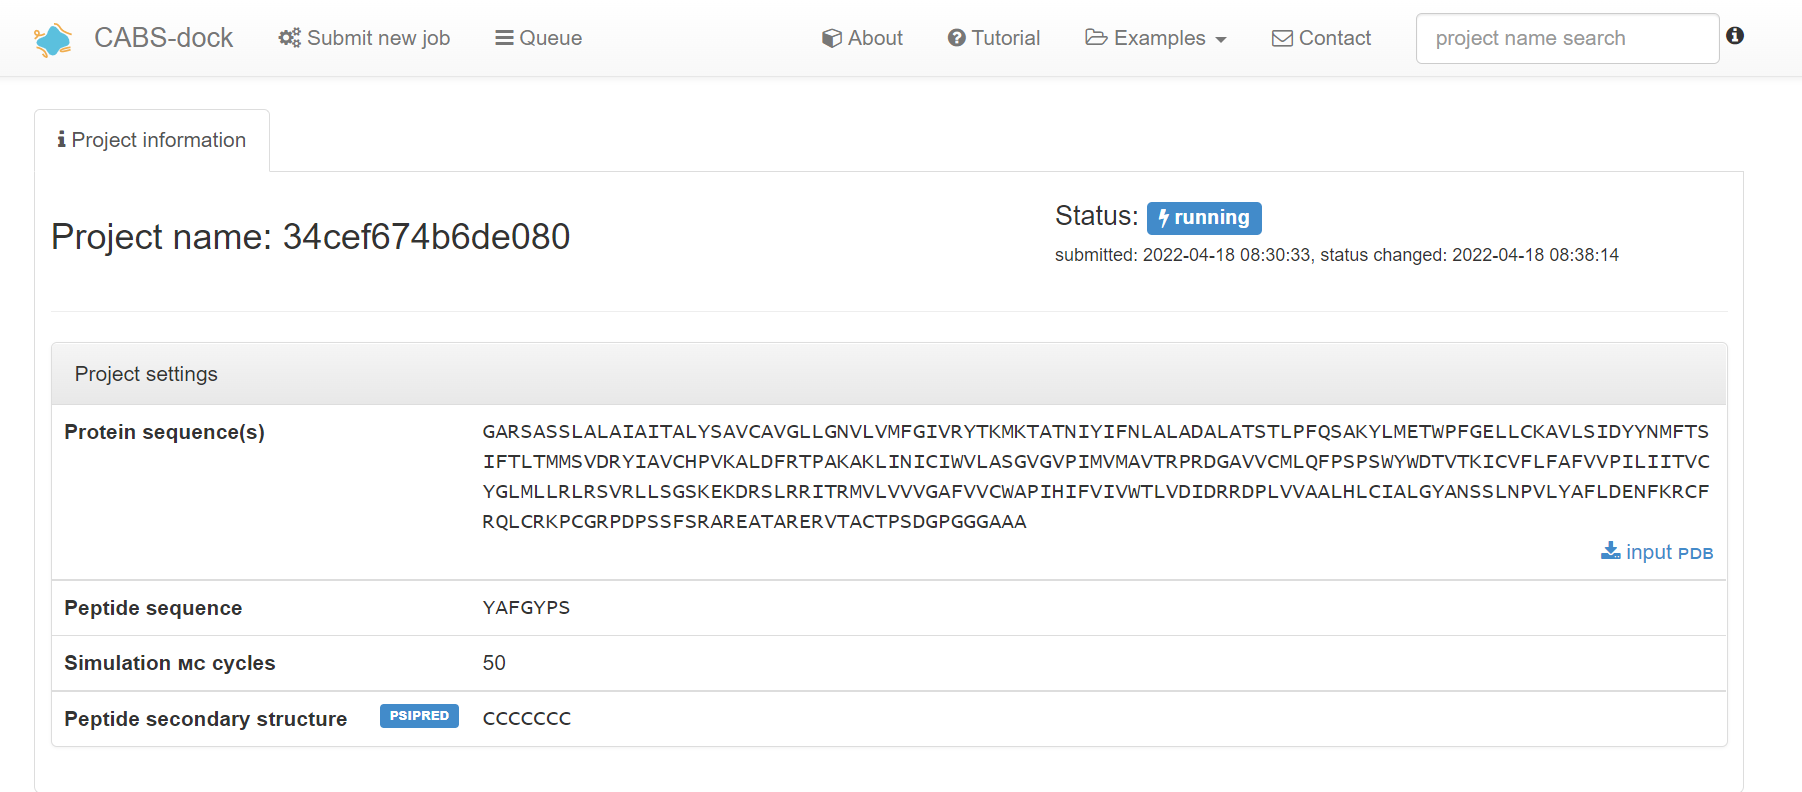 CABS-dock Submit new job Queue About Tutorial Examples Contact project name search
Project information
Project name: 34cef674b6de080
Status: running
submitted: 2022-04-18 08:30:33, status changed: 2022-04-18 08:38:14
Project settings
Protein sequence(s)
GARSASSLALAIAITALYSAVCAVGLLGNVLVMFGIVRYTKMKTATNIYIFNLALADALATSTLPFQSAKYLMETWPFGELLCKAVLSIDYYNMFTS
IFTLTMMSVDRYIAVCHPVKALDFRTPAKAKLINICIWVLASGVGVPIMVMAVTRPRDGAVVCMLQFPSPSWYWDTVTKICVFLFAFVVPILIITVC
YGLMLLRLRSVRLLSGSKEKDRSLRRITRMVLVVVGAFVVCWAPIHIFVIVWTLVDIDRRDPLVVAALHLCIALGYANSSLNPVLYAFLDENFKRCF
RQLCRKPCGRPDPSSFSRAREATARERVTACTPSDGPGGGAAA
input PDB
Peptide sequence YAFGYPS
Simulation MC cycles 50
Peptide secondary structure PSIPRED CCCCCCC